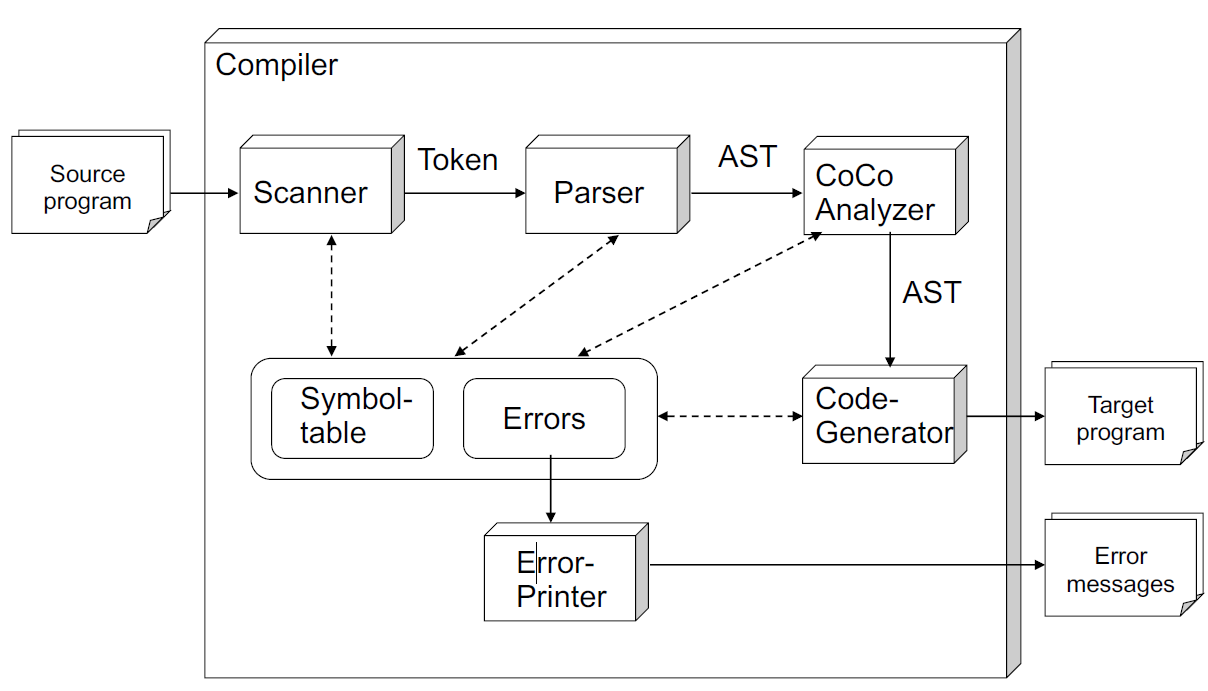 Compiler
Source
program
Scanner
Token
Parser
AST
CoCo
Analyzer
AST
Symbol-
table
Errors
Code-
Generator
Target
program
Error-
Printer
Error
messages